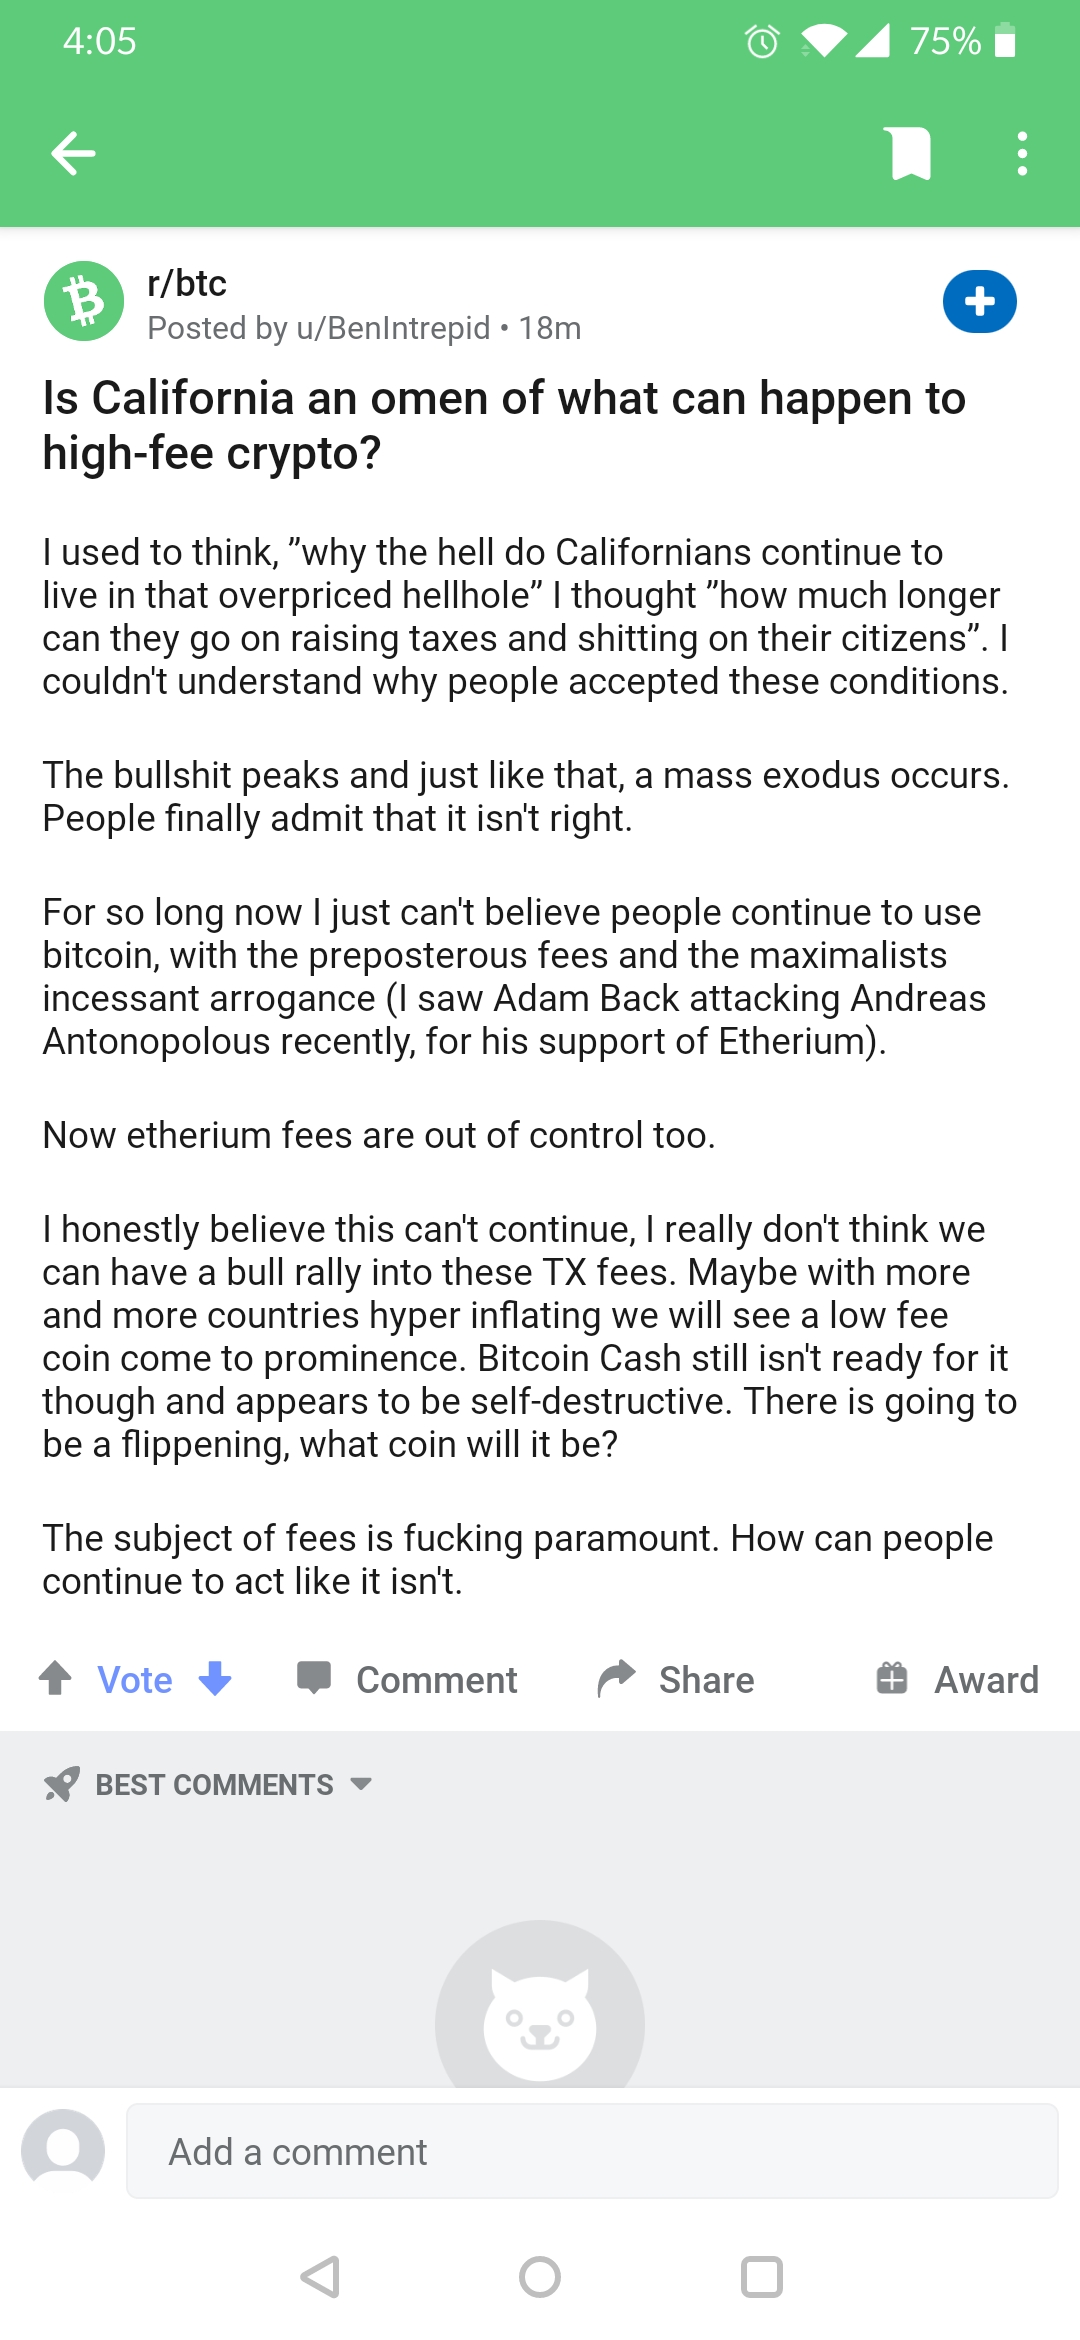 4:05
75%
r/btc
Posted by u/BenIntrepid • 18m
Is California an omen of what can happen to
high-fee crypto?
I used to think, ”why the hell do Californians continue to
live in that overpriced hellhole” I thought ”how much longer
can they go on raising taxes and shitting on their citizens”. I
couldn't understand why people accepted these conditions.
The bullshit peaks and just like that, a mass exodus occurs.
People finally admit that it isn't right.
For so long now I just can't believe people continue to use
bitcoin, with the preposterous fees and the maximalists
incessant arrogance (I saw Adam Back attacking Andreas
Antonopolous recently, for his support of Etherium).
Now etherium fees are out of control too.
I honestly believe this can't continue, I really don't think we
can have a bull rally into these TX fees. Maybe with more
and more countries hyper inflating we will see a low fee
coin come to prominence. Bitcoin Cash still isn't ready for it
though and appears to be self-destructive. There is going to
be a flippening, what coin will it be?
The subject of fees is fucking paramount. How can people
continue to act like it isn't.
Vote Comment Share Award
BEST COMMENTS
Add a comment